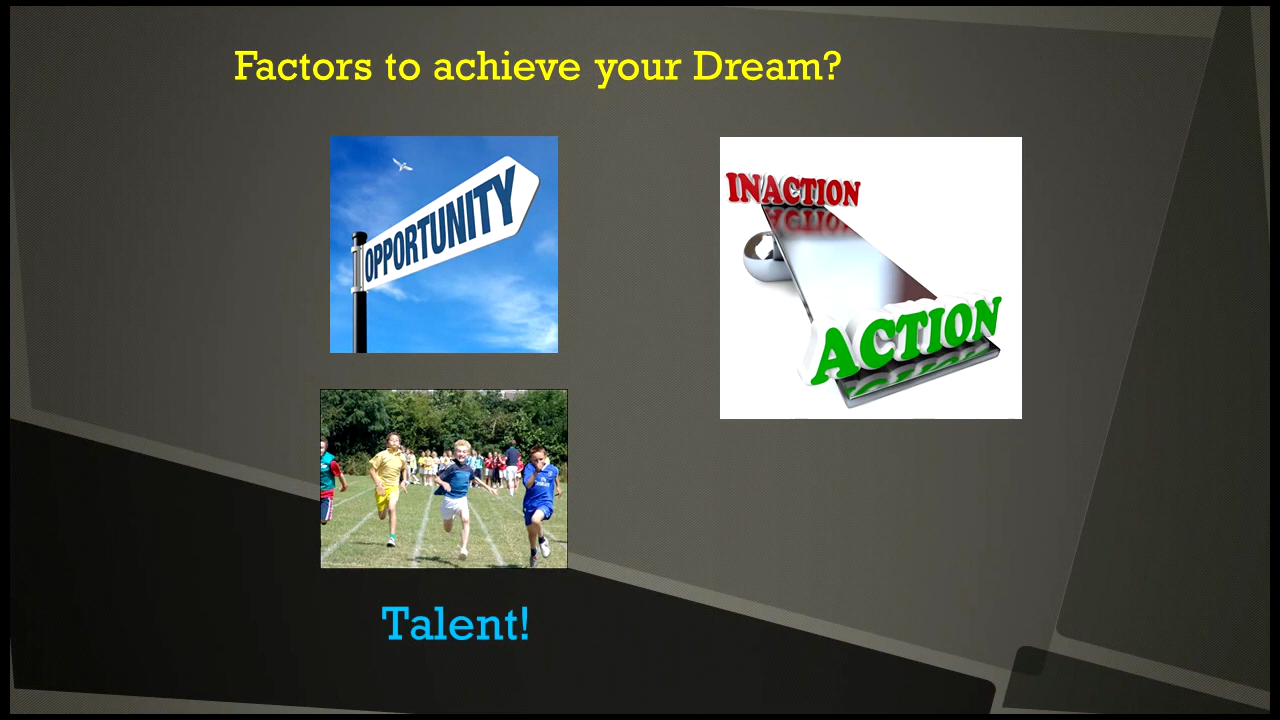 Factors to achieve your Dream?
OPPORTUNITY
INACTION
ACTION
Talent!